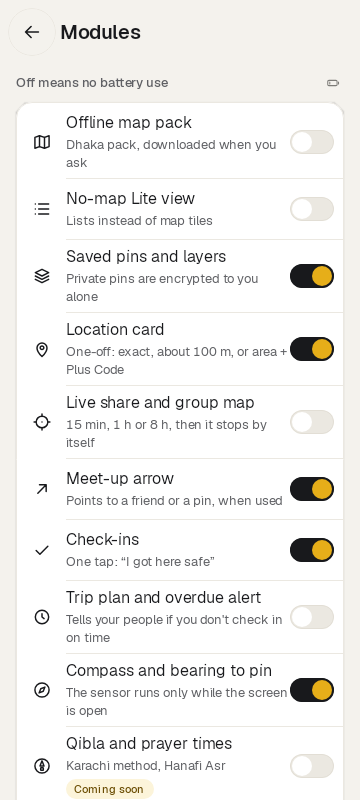 Modules
Off means no battery use
Offline map pack
Dhaka pack, downloaded when you
ask
No-map Lite view
Lists instead of map tiles
Saved pins and layers
Private pins are encrypted to you
alone
Location card
One-off: exact, about 100 m, or area +
Plus Code
Live share and group map
15 min, 1 h or 8 h, then it stops by
itself
Meet-up arrow
Points to a friend or a pin, when used
Check-ins
One tap: “I got here safe”
Trip plan and overdue alert
Tells your people if you don't check in
on time
Compass and bearing to pin
The sensor runs only while the screen
is open
Qibla and prayer times
Karachi method, Hanafi Asr
Coming soon